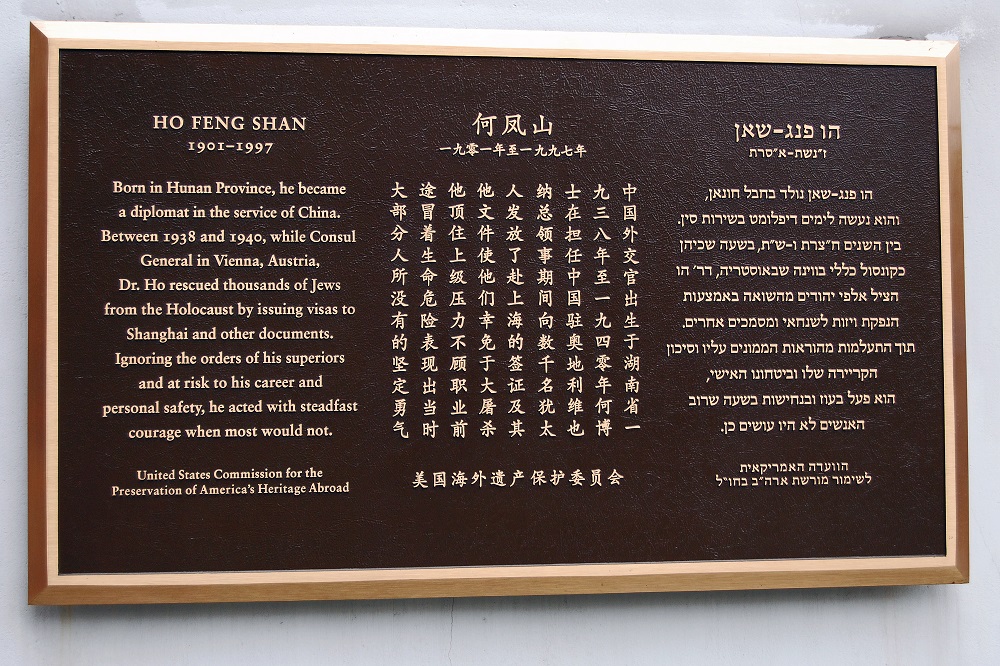 HO FENG SHAN
1901–1997
Born in Hunan Province, he became
a diplomat in the service of China.
Between 1938 and 1940, while Consul
General in Vienna, Austria,
Dr. Ho rescued thousands of Jews
from the Holocaust by issuing visas to
Shanghai and other documents.
Ignoring the orders of his superiors
and at risk to his career and
personal safety, he acted with steadfast
courage when most would not.
United States Commission for the
Preservation of America's Heritage Abroad
何凤山
一九零一年至一九九七年
中国外交官出生于湖南省一
九三八年至一九四零年何博
士在担任中国驻奥地利维也
纳总领事期间向数千名犹太
人发放了赴上海的签证及其
他文件使他们幸免于大屠杀
他顶住上级压力不顾职业前
途冒着生命危险表现出当时
大部分人所没有的坚定勇气
美国海外遗产保护委员会
הו פנג-שאן
ז״נשת-א״סרת
הו פנג-שאן נולד בחבל חונאן,
והוא נעשה לימים דיפלומט בשירות סין.
בין השנים ח״צרת ו-ש״ת, בשעה שכיהן
כקונסול כללי בווינה שבאוסטריה, דר׳ הו
הציל אלפי יהודים מהשואה באמצעות
הנפקת ויזות לשנחאי ומסמכים אחרים.
תוך התעלמות מהוראות הממונים עליו וסיכון
הקריירה שלו וביטחונו האישי,
הוא פעל בעוז ובנחישות בשעה שרוב
האנשים לא היו עושים כן.
הוועדה האמריקאית
לשימור מורשת ארה״ב בחו״ל